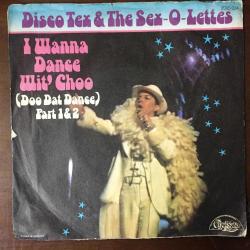 Disco Tex & The Sex-O-Lettes
I Wanna
Dance
Wit' Choo
(Doo Dat Dance)
Part 1 & 2
Chelsea